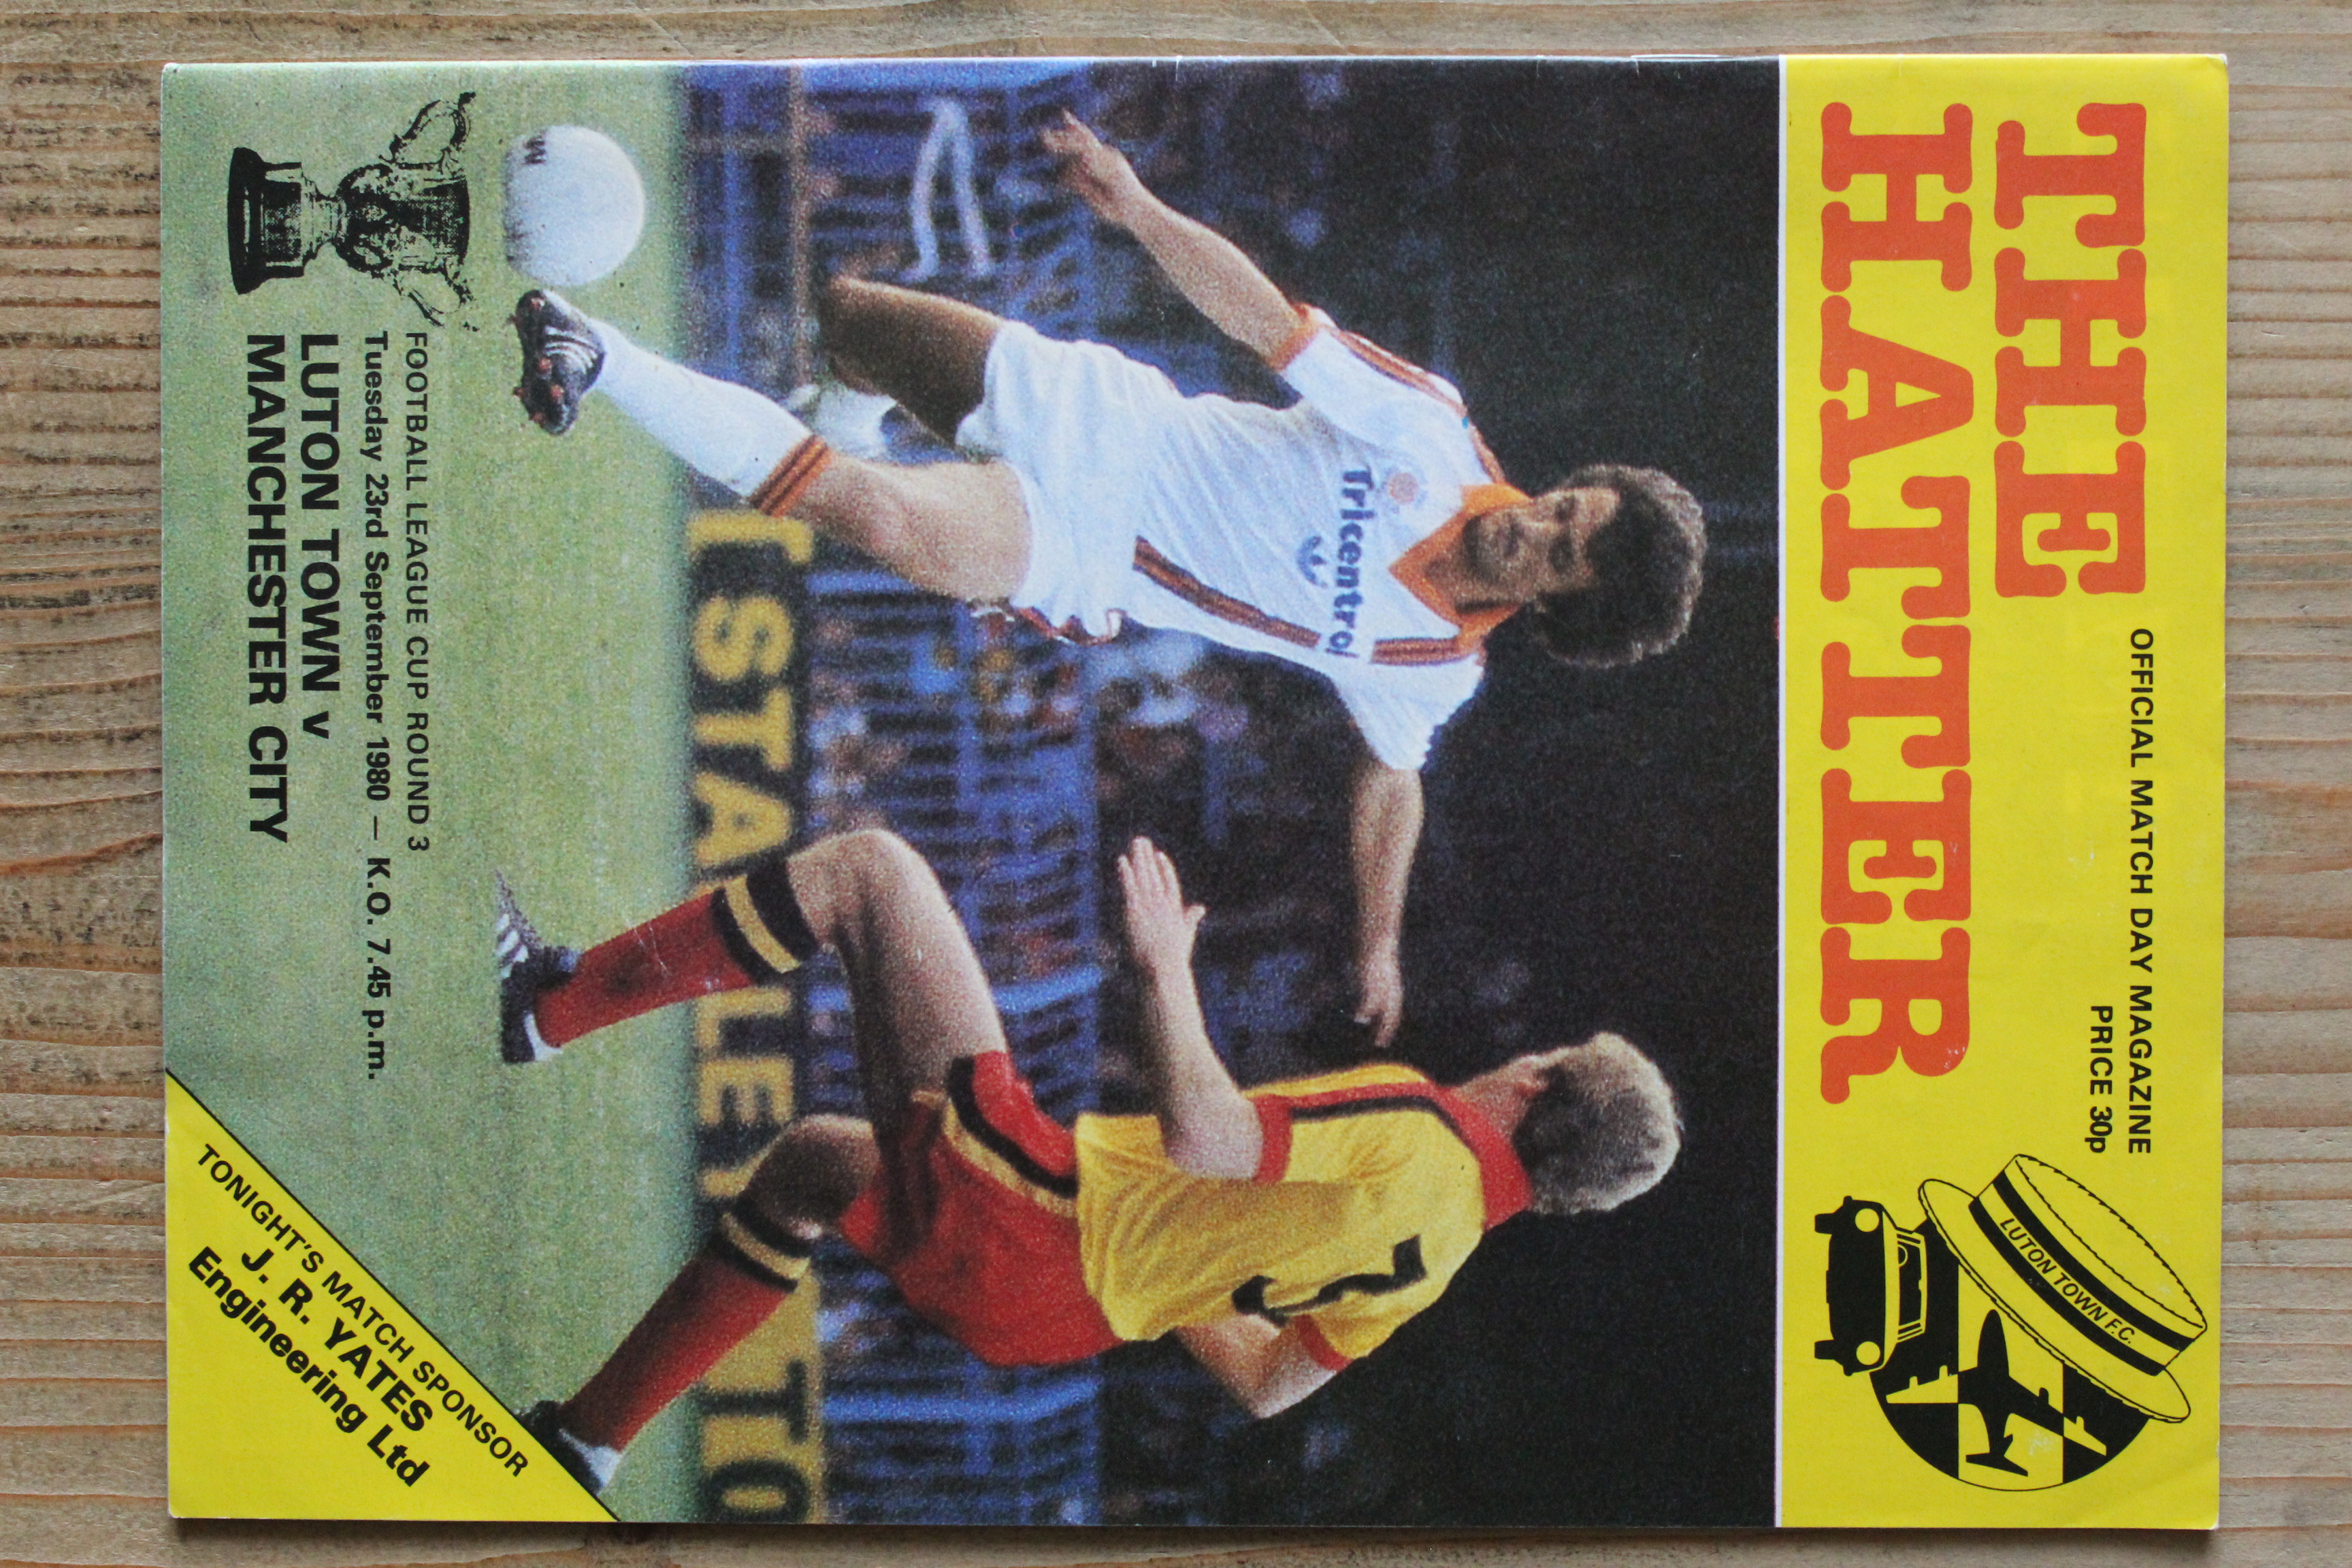 THE
HATTER
OFFICIAL MATCH DAY MAGAZINE
PRICE 30p
LUTON TOWN F.C.
Tricentrol
STAPLEY
FOOTBALL LEAGUE CUP ROUND 3
Tuesday 23rd September 1980 — K.O. 7.45 p.m.
LUTON TOWN v
MANCHESTER CITY
TONIGHT'S MATCH SPONSOR
J. R. YATES
Engineering Ltd